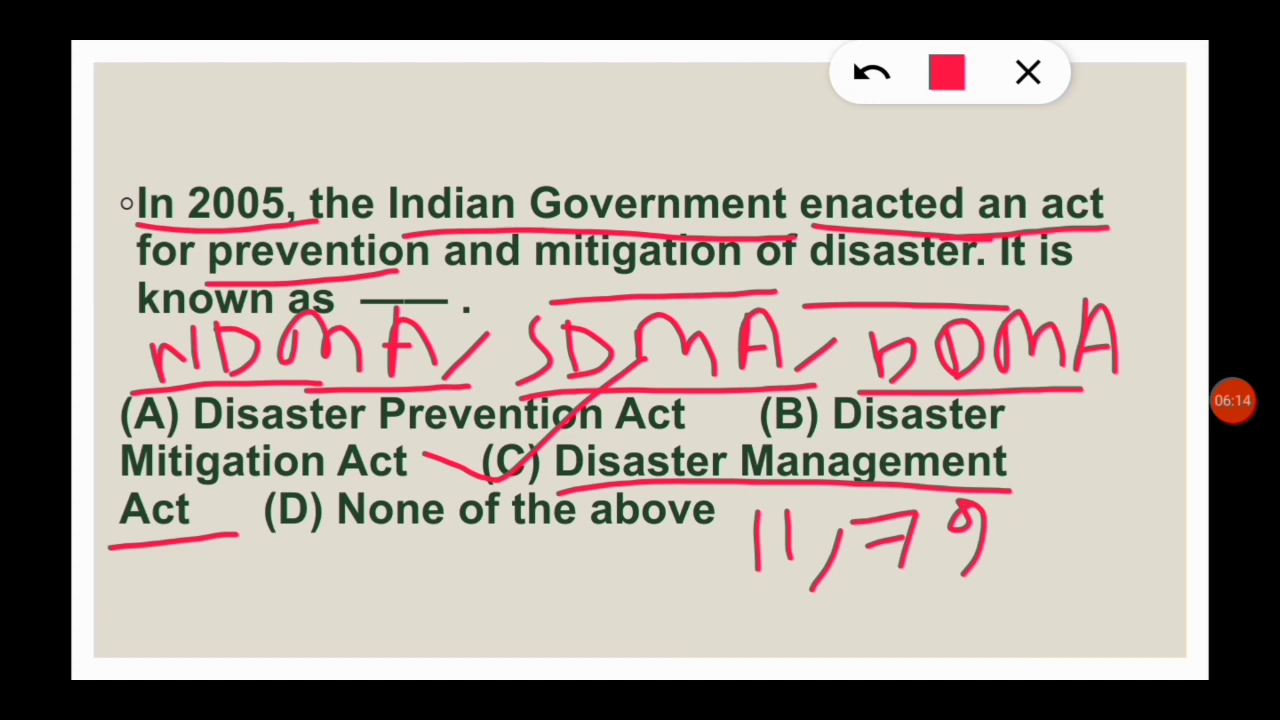 In 2005, the Indian Government enacted an act
for prevention and mitigation of disaster. It is
known as —— .
NDMA, SDMA, DDMA
(A) Disaster Prevention Act (B) Disaster
Mitigation Act (C) Disaster Management
Act (D) None of the above
11, 79
06:14